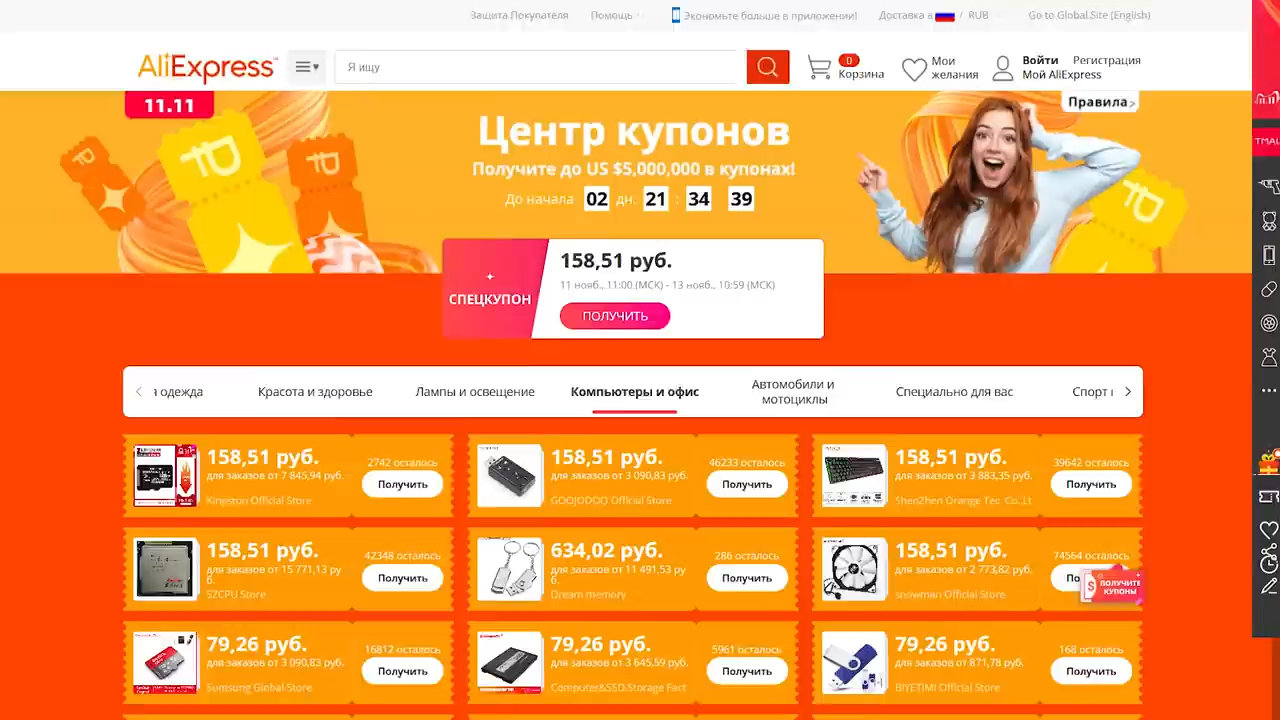 Защита Покупателя
Помощь
Экономьте больше в приложении!
Доставка в / RUB
Go to Global Site (English)
AliExpress
Я ищу
0
Корзина
Мои желания
Войти Регистрация
Мой AliExpress
11.11
Правила >
TMAL
Центр купонов
Получите до US $5,000,000 в купонах!
До начала 02 дн. 21 : 34 39
СПЕЦКУПОН
158,51 руб.
11 нояб., 11:00 (МСК) - 13 нояб., 10:59 (МСК)
ПОЛУЧИТЬ
одежда
Красота и здоровье
Лампы и освещение
Компьютеры и офис
Автомобили и
мотоциклы
Специально для вас
Спорт
158,51 руб.
для заказов от 7 845,94 руб.
Kingston Official Store
2742 осталось
Получить
158,51 руб.
для заказов от 3 090,83 руб.
GOOJODOQ Official Store
46233 осталось
Получить
158,51 руб.
для заказов от 3 883,35 руб.
ShenZhen Orange Tec Co.,Lt
39642 осталось
Получить
158,51 руб.
для заказов от 15 771,13 ру
б.
SZCPU Store
42348 осталось
Получить
634,02 руб.
для заказов от 11 491,53 ру
б.
Dream memory
286 осталось
Получить
158,51 руб.
для заказов от 2 773,82 руб.
snowman Official Store
74564 осталось
По
ПОЛУЧИТЕ
КУПОНЫ
79,26 руб.
для заказов от 3 090,83 руб.
Sumsung Global Store
16812 осталось
Получить
79,26 руб.
для заказов от 3 645,59 руб.
Computer&SSD Storage Fact
5961 осталось
Получить
79,26 руб.
для заказов от 871,78 руб.
BIYETIMI Official Store
168 осталось
Получить